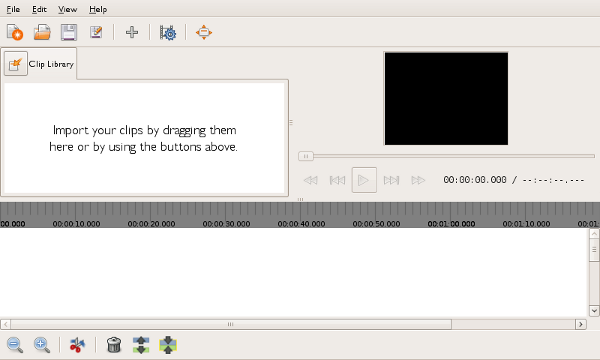 File Edit View Help
Clip Library
Import your clips by dragging them
here or by using the buttons above.
00:00:00.000 / --:--:--.---
00.000 00:00:10.000 00:00:20.000 00:00:30.000 00:00:40.000 00:00:50.000 00:01:00.000 00:01:10.000 00:01: